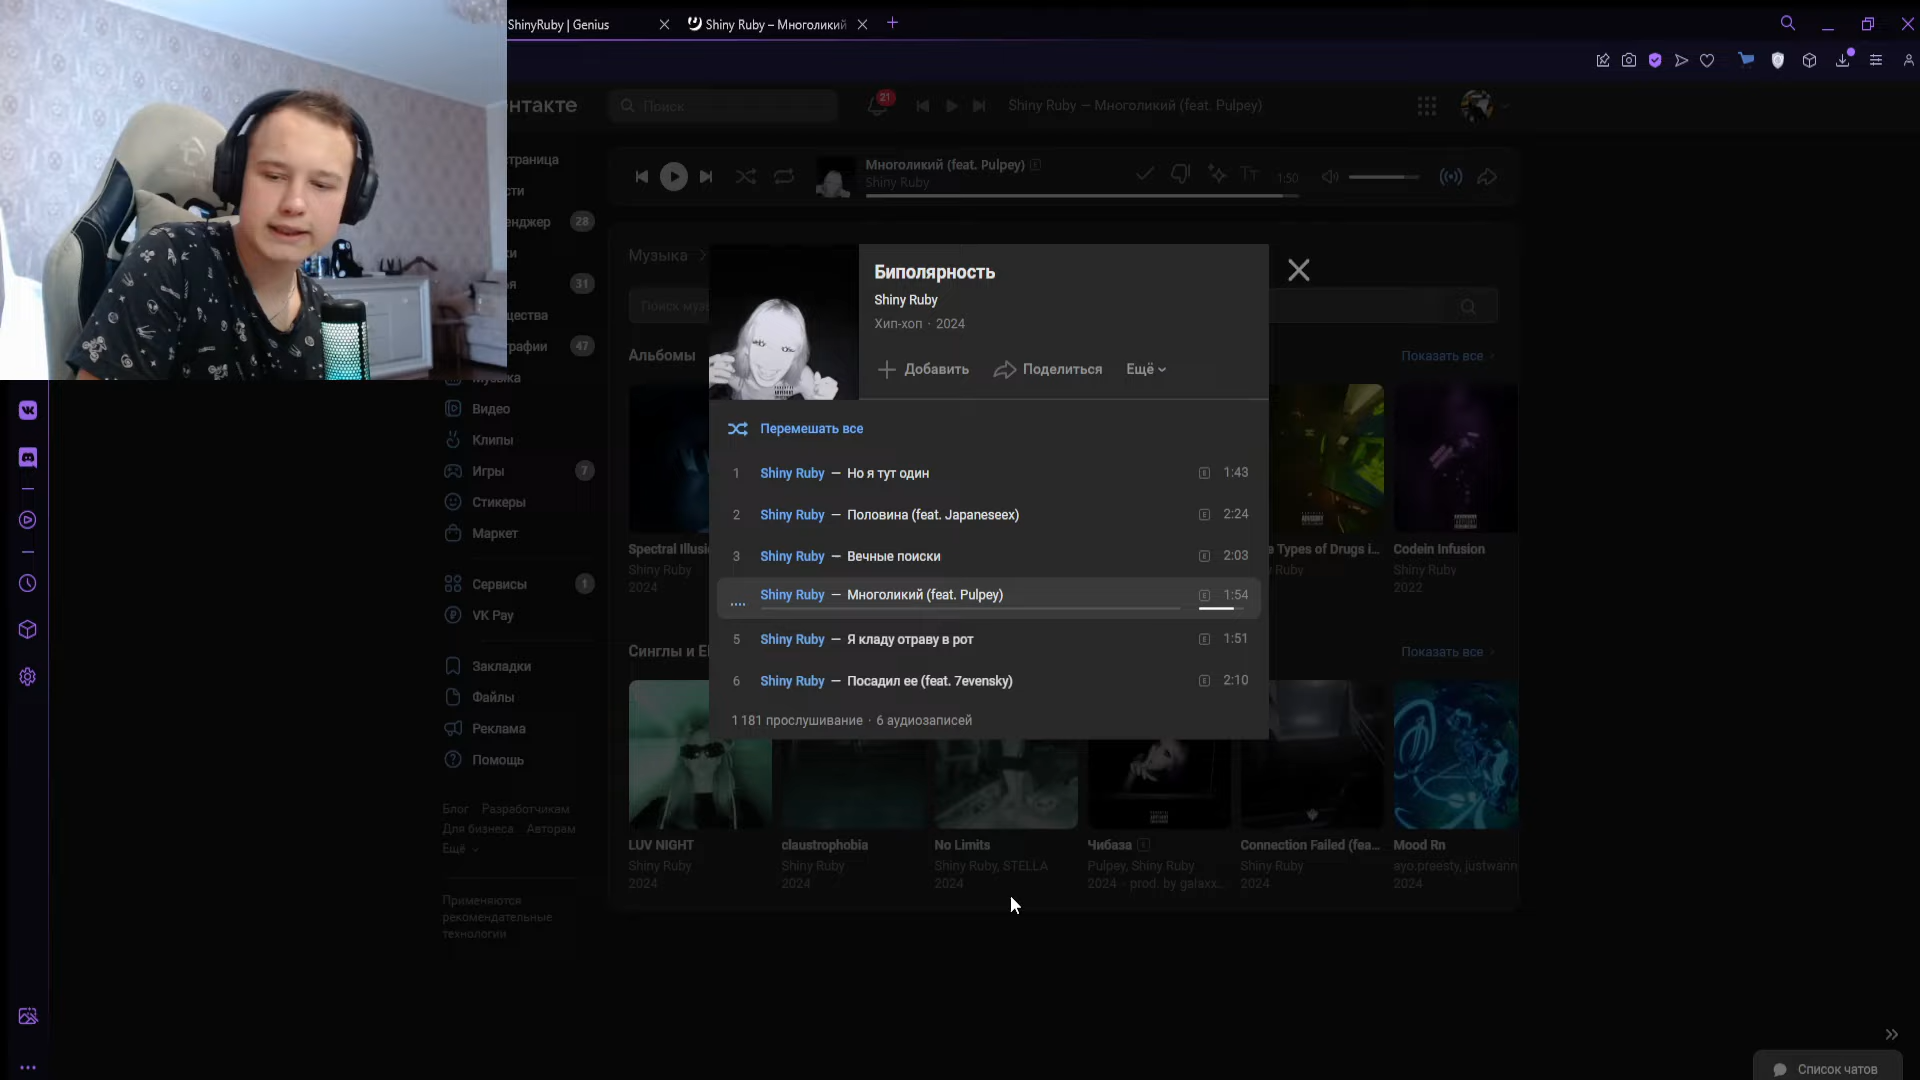 ShinyRuby | Genius
Shiny Ruby – Многоликий
нтакте
Поиск
21
Shiny Ruby — Многоликий (feat. Pulpey)
Многоликий (feat. Pulpey) E
Shiny Ruby
1:50
траница
сти
енджер 28
ки
я 31
щества
графии 47
Музыка
Видео
Клипы
Игры 7
Стикеры
Маркет
Сервисы 1
VK Pay
Закладки
Файлы
Реклама
Помощь
Блог Разработчикам
Для бизнеса Авторам
Ещё
Применяются
рекомендательные
технологии
Музыка
Поиск муз
Альбомы
Показать все
Биполярность
Shiny Ruby
Хип-хоп · 2024
Добавить Поделиться Ещё
Перемешать все
1 Shiny Ruby — Но я тут один E 1:43
2 Shiny Ruby — Половина (feat. Japaneseex) E 2:24
3 Shiny Ruby — Вечные поиски E 2:03
Shiny Ruby — Многоликий (feat. Pulpey) E 1:54
5 Shiny Ruby — Я кладу отраву в рот E 1:51
6 Shiny Ruby — Посадил ее (feat. 7evensky) E 2:10
1 181 прослушивание · 6 аудиозаписей
Spectral Illusi
Shiny Ruby
2024
e Types of Drugs i...
Ruby
Codein Infusion
Shiny Ruby
2022
Синглы и E
Показать все
LUV NIGHT
Shiny Ruby
2024
claustrophobia
Shiny Ruby
2024
No Limits
Shiny Ruby, STELLA
2024
Чибаза E
Pulpey, Shiny Ruby
2024 · prod. by galaxx...
Connection Failed (fea...
Shiny Ruby
2024
Mood Rn
ayo.preesty, justwann
2024
Список чатов